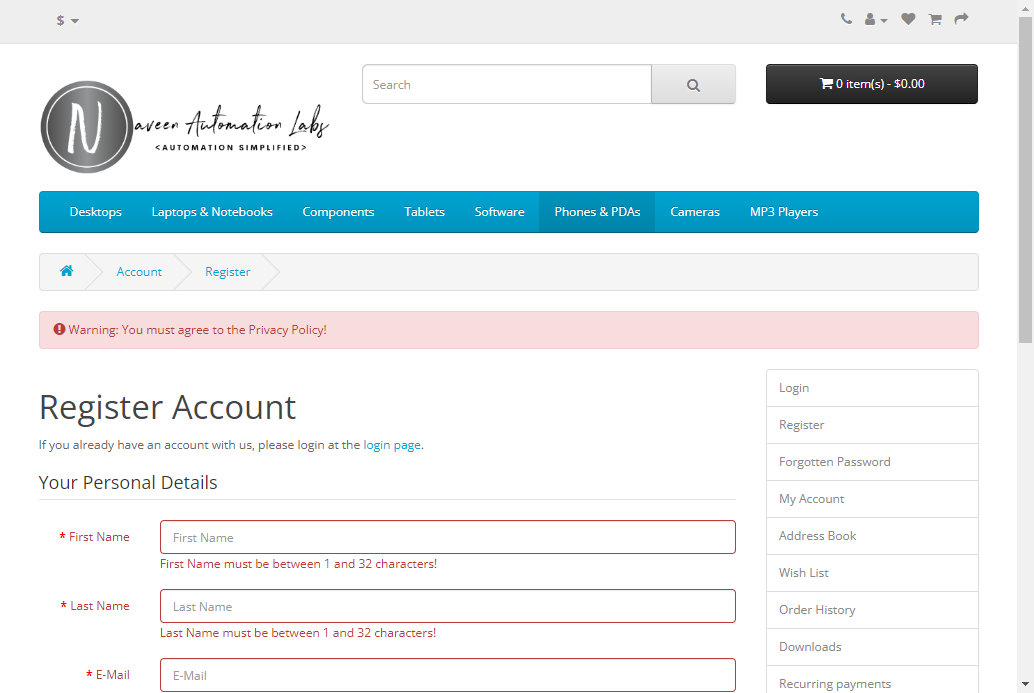 $
Search
0 item(s) - $0.00
N
aveen Automation Labs
<AUTOMATION SIMPLIFIED>
Desktops Laptops & Notebooks Components Tablets Software Phones & PDAs Cameras MP3 Players
Account Register
Warning: You must agree to the Privacy Policy!
Register Account
If you already have an account with us, please login at the login page.
Your Personal Details
* First Name
First Name
First Name must be between 1 and 32 characters!
* Last Name
Last Name
Last Name must be between 1 and 32 characters!
* E-Mail
E-Mail
Login
Register
Forgotten Password
My Account
Address Book
Wish List
Order History
Downloads
Recurring payments